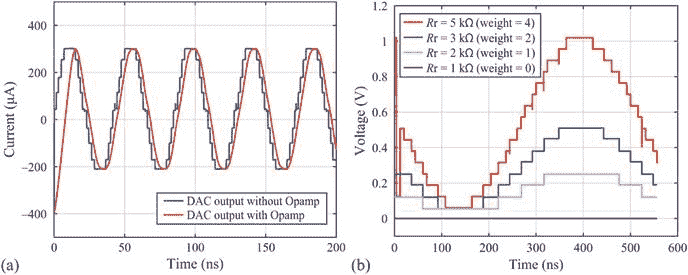 400
200
0
−200
−400
Current (µA)
0
50
100
150
200
Time (ns)
DAC output without Opamp
DAC output with Opamp
(a)
1
0.8
0.6
0.4
0.2
0
Voltage (V)
0
100
200
300
400
500
600
Time (ns)
Rr = 5 kΩ (weight = 4)
Rr = 3 kΩ (weight = 2)
Rr = 2 kΩ (weight = 1)
Rr = 1 kΩ (weight = 0)
(b)